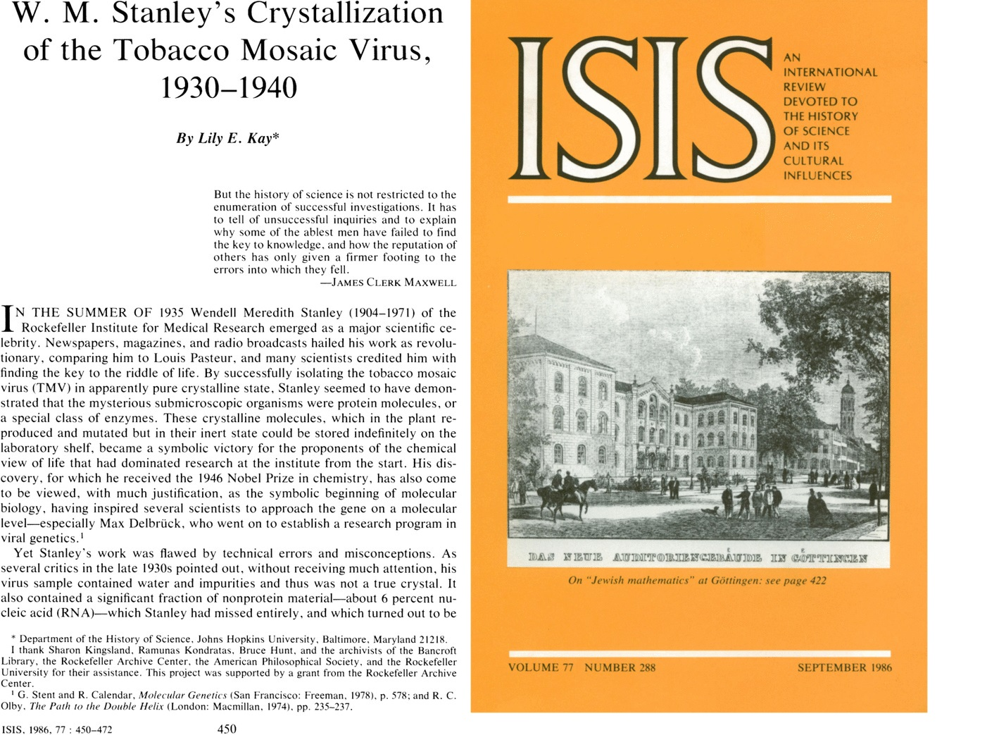 W. M. Stanley's Crystallization
of the Tobacco Mosaic Virus,
1930–1940
By Lily E. Kay*
But the history of science is not restricted to the
enumeration of successful investigations. It has
to tell of unsuccessful inquiries and to explain
why some of the ablest men have failed to find
the key to knowledge, and how the reputation of
others has only given a firmer footing to the
errors into which they fell.
—JAMES CLERK MAXWELL
IN THE SUMMER OF 1935 Wendell Meredith Stanley (1904–1971) of the
Rockefeller Institute for Medical Research emerged as a major scientific ce-
lebrity. Newspapers, magazines, and radio broadcasts hailed his work as revolu-
tionary, comparing him to Louis Pasteur, and many scientists credited him with
finding the key to the riddle of life. By successfully isolating the tobacco mosaic
virus (TMV) in apparently pure crystalline state, Stanley seemed to have demon-
strated that the mysterious submicroscopic organisms were protein molecules, or
a special class of enzymes. These crystalline molecules, which in the plant re-
produced and mutated but in their inert state could be stored indefinitely on the
laboratory shelf, became a symbolic victory for the proponents of the chemical
view of life that had dominated research at the institute from the start. His dis-
covery, for which he received the 1946 Nobel Prize in chemistry, has also come
to be viewed, with much justification, as the symbolic beginning of molecular
biology, having inspired several scientists to approach the gene on a molecular
level—especially Max Delbrück, who went on to establish a research program in
viral genetics.¹
Yet Stanley's work was flawed by technical errors and misconceptions. As
several critics in the late 1930s pointed out, without receiving much attention, his
virus sample contained water and impurities and thus was not a true crystal. It
also contained a significant fraction of nonprotein material—about 6 percent nu-
cleic acid (RNA)—which Stanley had missed entirely, and which turned out to be
* Department of the History of Science, Johns Hopkins University, Baltimore, Maryland 21218.
I thank Sharon Kingsland, Ramunas Kondratas, Bruce Hunt, and the archivists of the Bancroft
Library, the Rockefeller Archive Center, the American Philosophical Society, and the Rockefeller
University for their assistance. This project was supported by a grant from the Rockefeller Archive
Center.
¹ G. Stent and R. Calendar, Molecular Genetics (San Francisco: Freeman, 1978), p. 578; and R. C.
Olby, The Path to the Double Helix (London: Macmillan, 1974), pp. 235–237.
ISIS, 1986, 77 : 450–472
450
ISIS
AN
INTERNATIONAL
REVIEW
DEVOTED TO
THE HISTORY
OF SCIENCE
AND ITS
CULTURAL
INFLUENCES
DAS NEUE AUDITORIENGEBÄUDE IN GÖTTINGEN
On "Jewish mathematics" at Göttingen: see page 422
VOLUME 77 NUMBER 288
SEPTEMBER 1986